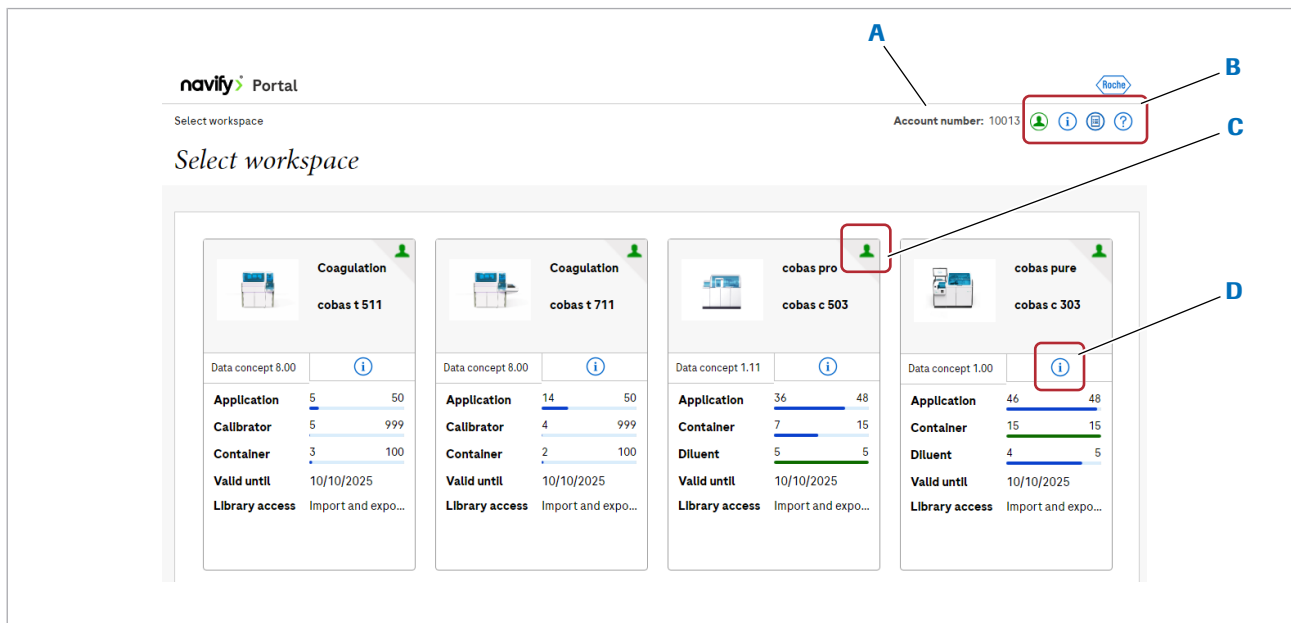 A
B
navify Portal
Roche
Select workspace
Account number: 10013
C
Select workspace
Coagulation
cobas t 511
Coagulation
cobas t 711
cobas pro
cobas c 503
cobas pure
cobas c 303
D
Data concept 8.00
Data concept 8.00
Data concept 1.11
Data concept 1.00
Application 5 50
Calibrator 5 999
Container 3 100
Valid until 10/10/2025
Library access Import and expo...
Application 14 50
Calibrator 4 999
Container 2 100
Valid until 10/10/2025
Library access Import and expo...
Application 36 48
Container 7 15
Diluent 5 5
Valid until 10/10/2025
Library access Import and expo...
Application 46 48
Container 15 15
Diluent 4 5
Valid until 10/10/2025
Library access Import and expo...